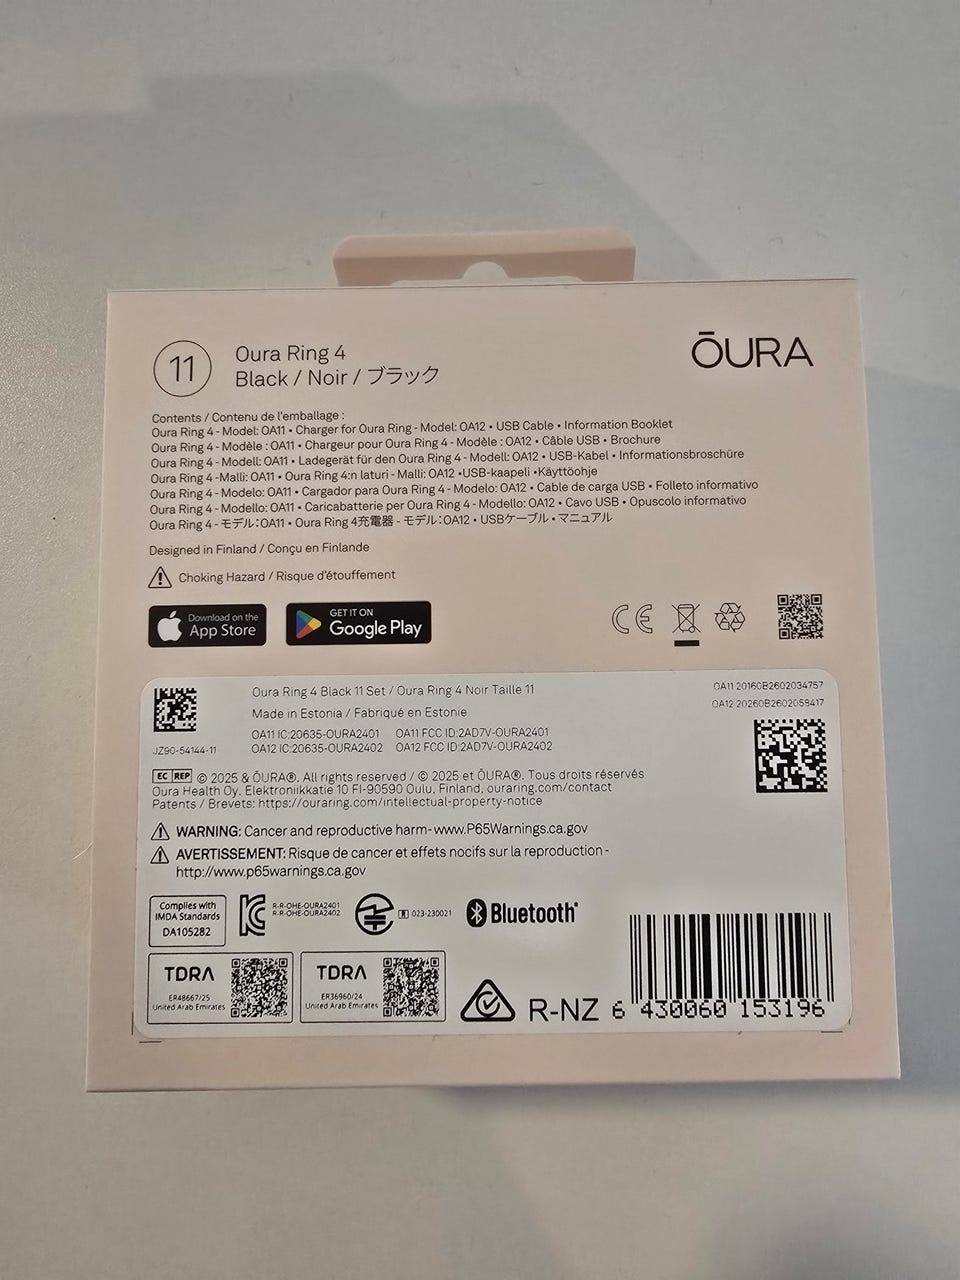 11
Oura Ring 4
Black / Noir / ブラック
ŌURA
Contents / Contenu de l'emballage :
Oura Ring 4 - Model: OA11 • Charger for Oura Ring - Model: OA12 • USB Cable • Information Booklet
Oura Ring 4 - Modèle : OA11 • Chargeur pour Oura Ring 4 - Modèle : OA12 • Câble USB • Brochure
Oura Ring 4 - Modell: OA11 • Ladegerät für den Oura Ring 4 - Modell: OA12 • USB-Kabel • Informationsbroschüre
Oura Ring 4 -Malli: OA11 • Oura Ring 4:n laturi - Malli: OA12 •USB-kaapeli •Käyttöohje
Oura Ring 4 - Modelo: OA11 • Cargador para Oura Ring 4 - Modelo: OA12 • Cable de carga USB • Folleto informativo
Oura Ring 4 - Modello: OA11 • Caricabatterie per Oura Ring 4 - Modello: OA12 • Cavo USB • Opuscolo informativo
Oura Ring 4 - モデル:OA11 • Oura Ring 4充電器 - モデル:OA12 • USBケーブル • マニュアル
Designed in Finland / Conçu en Finlande
Choking Hazard / Risque d'étouffement
Download on the
App Store
GET IT ON
Google Play
CE
Oura Ring 4 Black 11 Set / Oura Ring 4 Noir Taille 11
Made in Estonia / Fabriqué en Estonie
OA11 IC:20635-OURA2401 OA11 FCC ID:2AD7V-OURA2401
OA12 IC:20635-OURA2402 OA12 FCC ID:2AD7V-OURA2402
OA11 20160B2602034757
OA12 20260B2602058417
JZ90-54144-11
EC REP © 2025 & ŌURA®. All rights reserved / © 2025 et ŌURA®. Tous droits réservés
Oura Health Oy, Elektroniikkatie 10 FI-90590 Oulu, Finland, ouraring.com/contact
Patents / Brevets: https://ouraring.com/intellectual-property-notice
WARNING: Cancer and reproductive harm-www.P65Warnings.ca.gov
AVERTISSEMENT: Risque de cancer et effets nocifs sur la reproduction-
http://www.p65warnings.ca.gov
Complies with
IMDA Standards
DA105282
R-R-OHE-OURA2401
R-R-OHE-OURA2402
R 023-230021
Bluetooth®
TDRA
ER48667/25
United Arab Emirates
TDRA
ER36960/24
United Arab Emirates
R-NZ
6 430060 153196